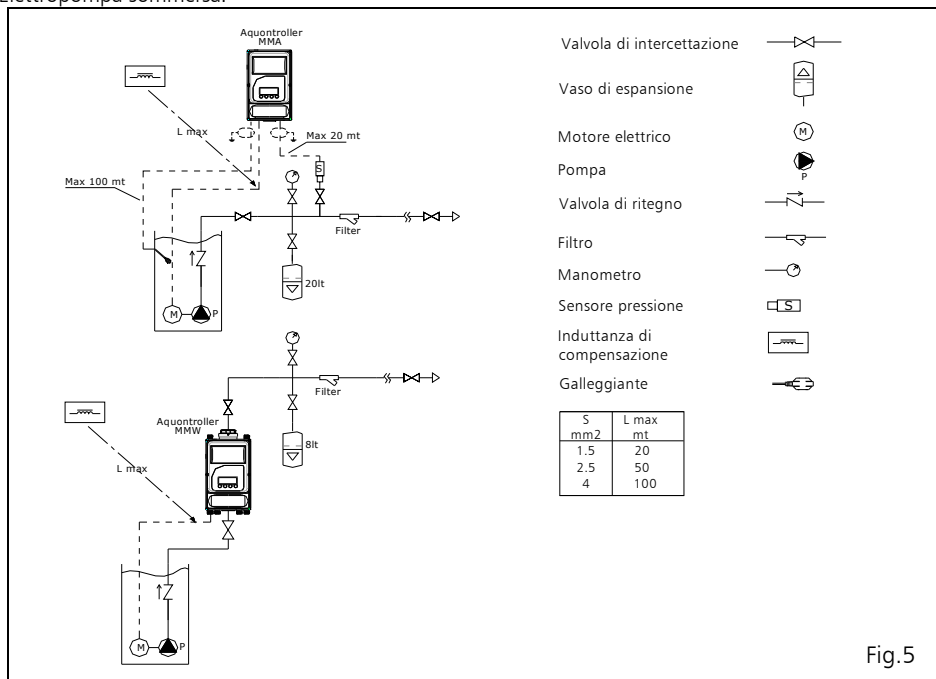 Elettropompa sommersa.
Aquontroller
MMA
L max
Max 20 mt
S
Max 100 mt
Filter
20lt
M
P
Filter
Aquontroller
MMW
8lt
L max
M
P
Valvola di intercettazione
Vaso di espansione
Motore elettrico
M
Pompa
P
Valvola di ritegno
Filtro
Manometro
Sensore pressione
S
Induttanza di
compensazione
Galleggiante
S L max
mm2 mt
1.5 20
2.5 50
4 100
Fig.5